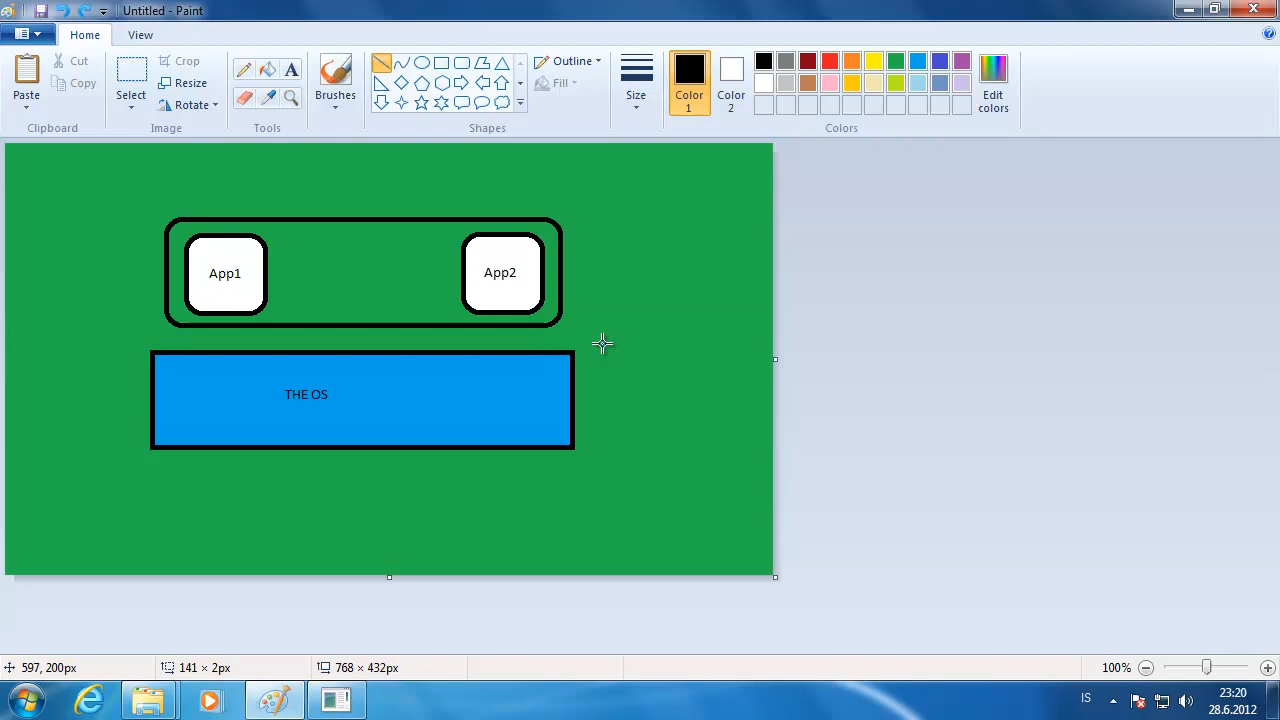 Untitled - Paint
Home
View
Paste
Cut
Copy
Clipboard
Select
Crop
Resize
Rotate
Image
A
Tools
Brushes
Outline
Fill
Shapes
Size
Color
1
Color
2
Edit
colors
Colors
App1
App2
THE OS
597, 200px
141 × 2px
768 × 432px
100%
IS
23:20
28.6.2012